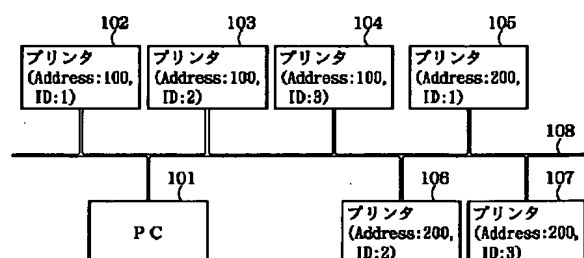 102
103
104
105
プリンタ
(Address:100,
ID:1)
プリンタ
(Address:100,
ID:2)
プリンタ
(Address:100,
ID:3)
プリンタ
(Address:200,
ID:1)
108
101
106
107
PC
プリンタ
(Address:200,
ID:2)
プリンタ
(Address:200,
ID:3)